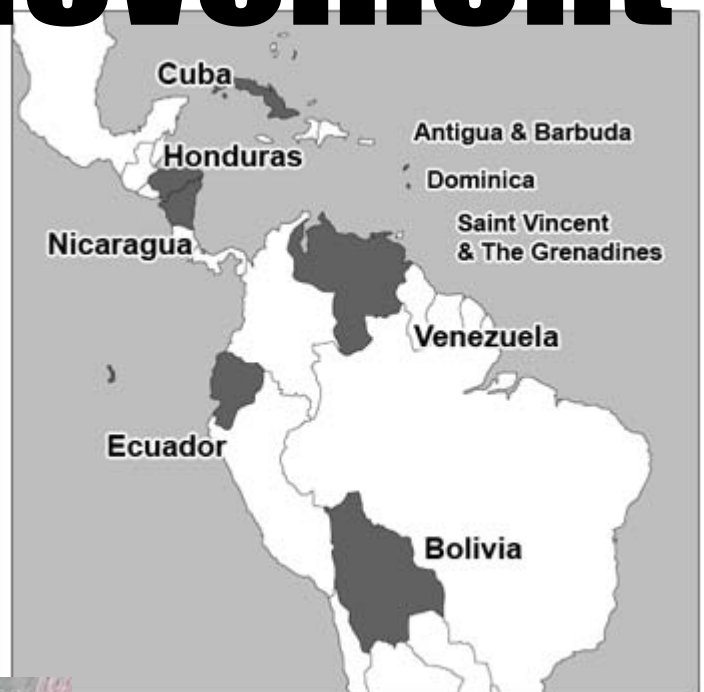 Cuba
Antigua & Barbuda
Honduras
Dominica
Saint Vincent
& The Grenadines
Nicaragua
Venezuela
Ecuador
Bolivia